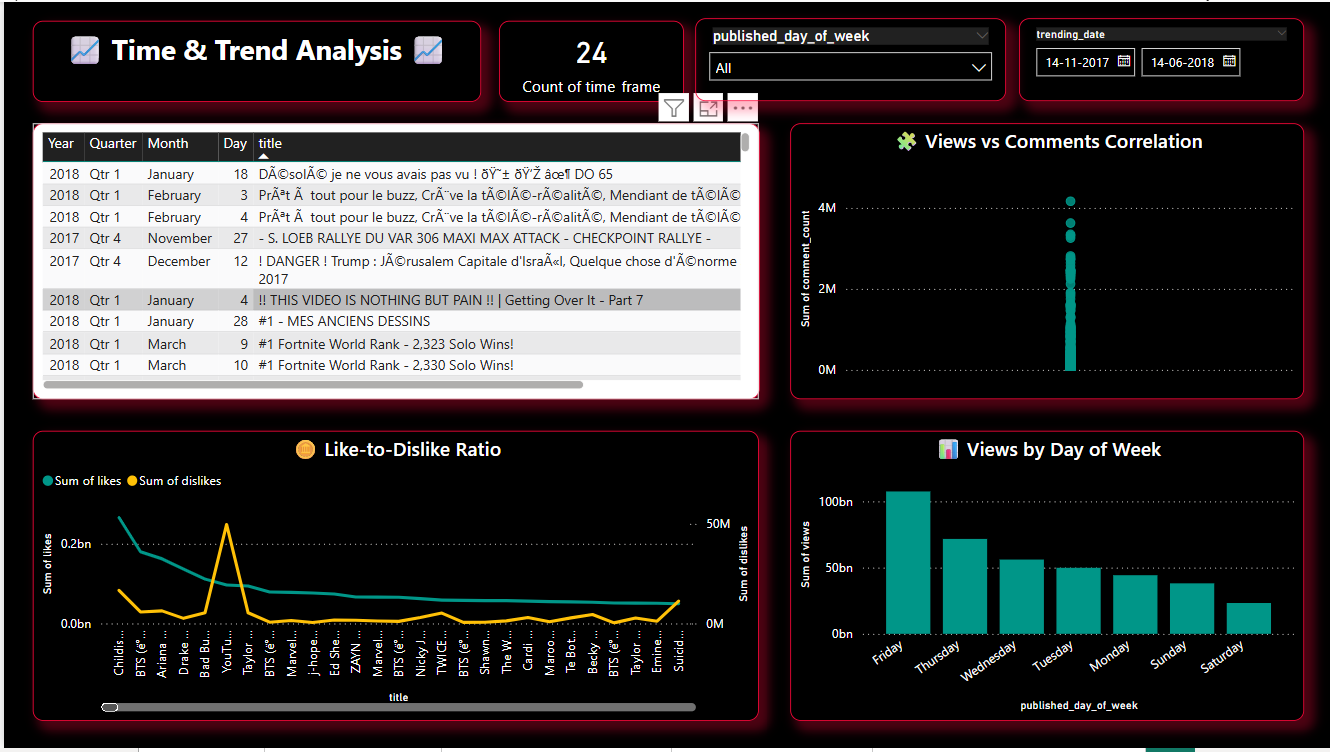 📈 Time & Trend Analysis 📈
24
Count of time frame
published_day_of_week
All
trending_date
14-11-2017 14-06-2018
Year Quarter Month Day title
2018 Qtr 1 January 18 DÃ©solÃ© je ne vous avais pas vu ! ðŸ˜± ðŸ'Ž âœ¶ DO 65
2018 Qtr 1 February 3 PrÃªt Ã  tout pour le buzz, CrÃ¨ve la tÃ©lÃ©-rÃ©alitÃ©, Mendiant de tÃ©lÃ©
2018 Qtr 1 February 4 PrÃªt Ã  tout pour le buzz, CrÃ¨ve la tÃ©lÃ©-rÃ©alitÃ©, Mendiant de tÃ©lÃ©
2017 Qtr 4 November 27 - S. LOEB RALLYE DU VAR 306 MAXI MAX ATTACK - CHECKPOINT RALLYE -
2017 Qtr 4 December 12 ! DANGER ! Trump : JÃ©rusalem Capitale d'IsraÃ«l, Quelque chose d'Ã©norme
2017
2018 Qtr 1 January 4 !! THIS VIDEO IS NOTHING BUT PAIN !! | Getting Over It - Part 7
2018 Qtr 1 January 28 #1 - MES ANCIENS DESSINS
2018 Qtr 1 March 9 #1 Fortnite World Rank - 2,323 Solo Wins!
2018 Qtr 1 March 10 #1 Fortnite World Rank - 2,330 Solo Wins!
🧩 Views vs Comments Correlation
Sum of comment_count
4M
2M
0M
🪙 Like-to-Dislike Ratio
Sum of likes Sum of dislikes
Sum of likes
0.2bn
0.0bn
50M
0M
Sum of dislikes
Childis...
BTS (ë°...
Ariana ...
Drake ...
Bad Bu...
YouTu...
Taylor ...
BTS (ë°...
Marvel...
j-hope...
Ed She...
ZAYN ...
Marvel...
BTS (ë°...
Nicky J...
TWICE...
BTS (ë°...
Shawn...
The W...
Cardi ...
Maroo...
Te Bot...
Becky ...
BTS (ë°...
Taylor ...
Emine...
Suicid...
title
📊 Views by Day of Week
Sum of views
100bn
50bn
0bn
Friday
Thursday
Wednesday
Tuesday
Monday
Sunday
Saturday
published_day_of_week